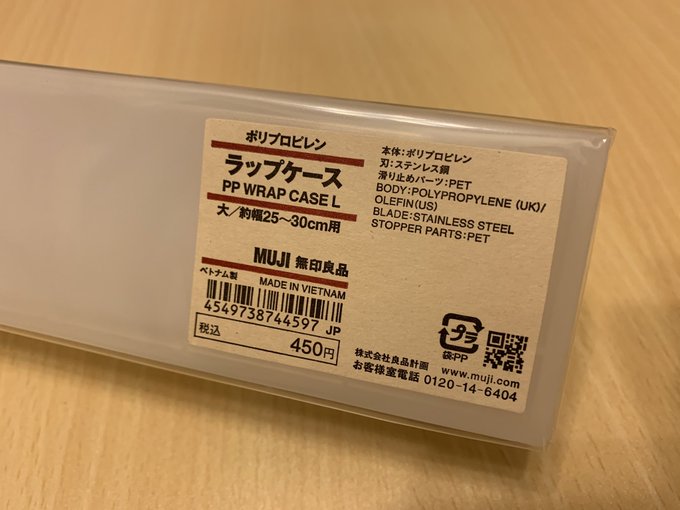 ポリプロピレン
ラップケース
PP WRAP CASE L
大／約幅25〜30cm用
MUJI 無印良品
ベトナム製
MADE IN VIETNAM
4549738744597 JP
税込
450円
本体:ポリプロピレン
刃:ステンレス鋼
滑り止めパーツ:PET
BODY:POLYPROPYLENE (UK)/
OLEFIN(US)
BLADE:STAINLESS STEEL
STOPPER PARTS:PET
プラ
袋:PP
株式会社良品計画
www.muji.com
お客様室電話 0120-14-6404